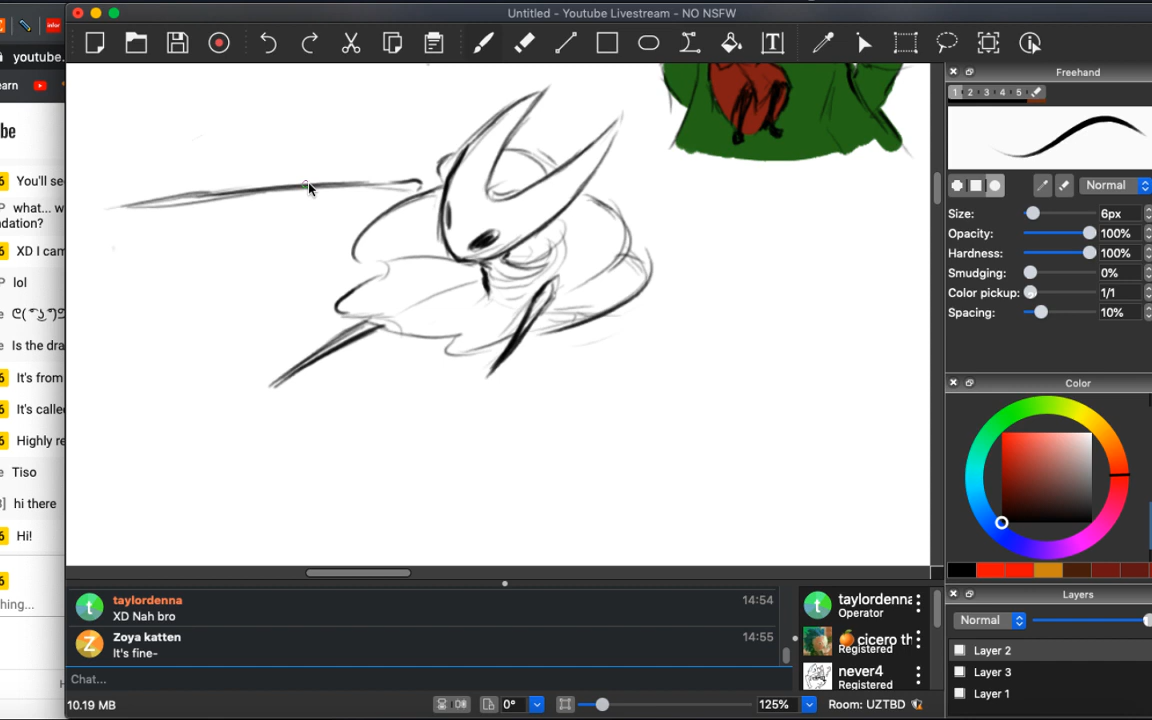 Untitled - Youtube Livestream - NO NSFW
youtube.
earn
be
You'll se
what... w
dation?
XD I cam
lol
Is the dra
It's from
It's calle
Highly re
Tiso
hi there
Hi!
hing...
Freehand
1 2 3 4 5
Normal
Size: 6px
Opacity: 100%
Hardness: 100%
Smudging: 0%
Color pickup: 1/1
Spacing: 10%
Color
Layers
Normal
Layer 2
Layer 3
Layer 1
taylordenna 14:54
XD Nah bro
Zoya katten 14:55
It's fine-
Chat...
taylordenna
Operator
cicero th
Registered
never4
Registered
10.19 MB
0°
125%
Room: UZTBD